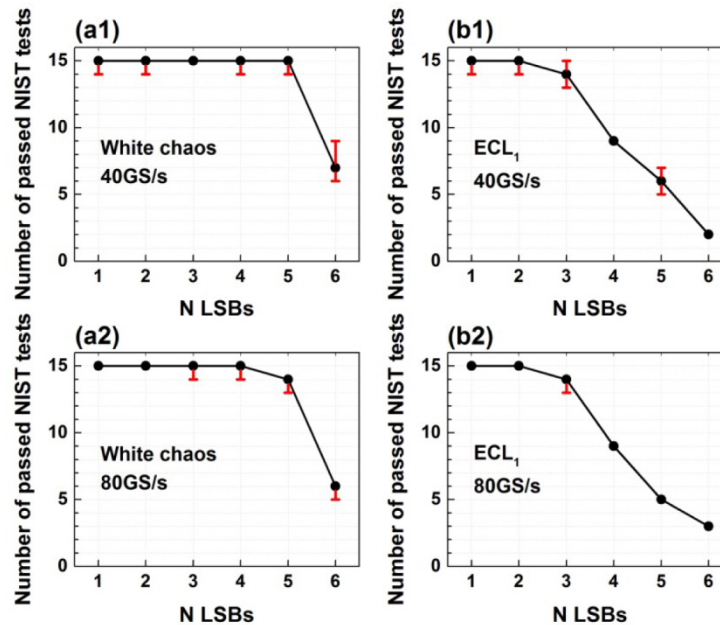 (a1)
Number of passed NIST tests
15
10
5
0
White chaos
40GS/s
1 2 3 4 5 6
N LSBs
(b1)
Number of passed NIST tests
15
10
5
0
ECL₁
40GS/s
1 2 3 4 5 6
N LSBs
(a2)
Number of passed NIST tests
15
10
5
0
White chaos
80GS/s
1 2 3 4 5 6
N LSBs
(b2)
Number of passed NIST tests
15
10
5
0
ECL₁
80GS/s
1 2 3 4 5 6
N LSBs